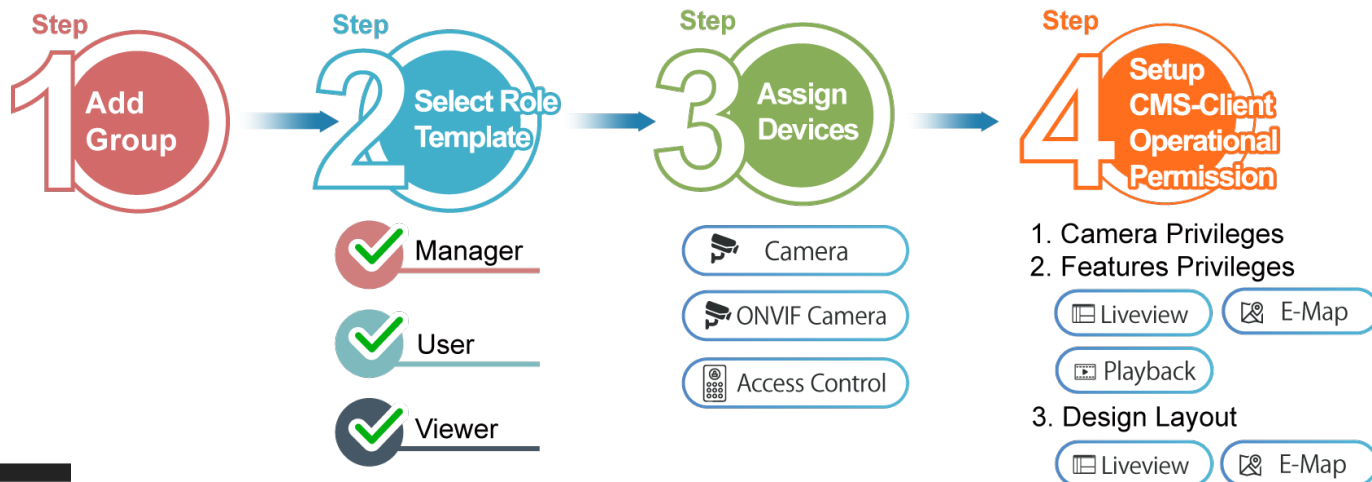 Step
1
Add
Group
Step
2
Select Role
Template
Manager
User
Viewer
Step
3
Assign
Devices
Camera
ONVIF Camera
Access Control
Step
4
Setup
CMS-Client
Operational
Permission
1. Camera Privileges
2. Features Privileges
Liveview
E-Map
Playback
3. Design Layout
Liveview
E-Map